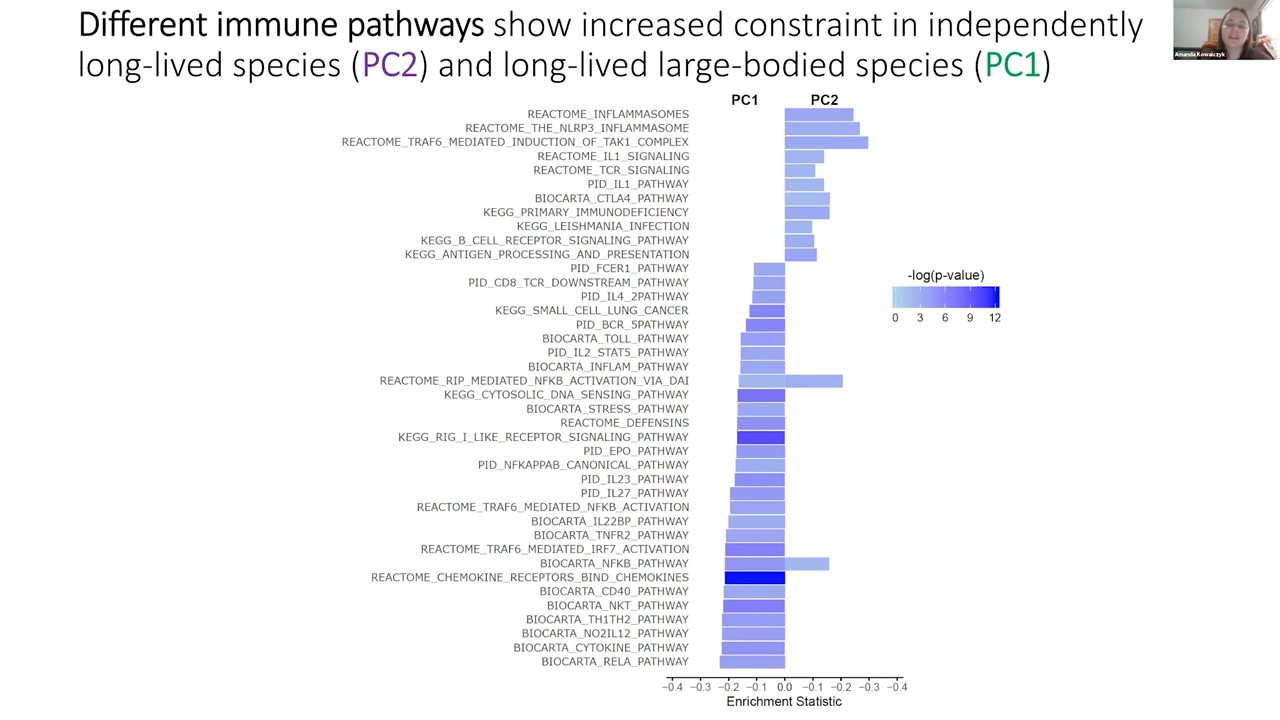 Different immune pathways show increased constraint in independently
long-lived species (PC2) and long-lived large-bodied species (PC1)
Amanda Kowalczyk
PC1 PC2
REACTOME_INFLAMMASOMES
REACTOME_THE_NLRP3_INFLAMMASOME
REACTOME_TRAF6_MEDIATED_INDUCTION_OF_TAK1_COMPLEX
REACTOME_IL1_SIGNALING
REACTOME_TCR_SIGNALING
PID_IL1_PATHWAY
BIOCARTA_CTLA4_PATHWAY
KEGG_PRIMARY_IMMUNODEFICIENCY
KEGG_LEISHMANIA_INFECTION
KEGG_B_CELL_RECEPTOR_SIGNALING_PATHWAY
KEGG_ANTIGEN_PROCESSING_AND_PRESENTATION
PID_FCER1_PATHWAY
PID_CD8_TCR_DOWNSTREAM_PATHWAY
PID_IL4_2PATHWAY
KEGG_SMALL_CELL_LUNG_CANCER
PID_BCR_5PATHWAY
BIOCARTA_TOLL_PATHWAY
PID_IL2_STAT5_PATHWAY
BIOCARTA_INFLAM_PATHWAY
REACTOME_RIP_MEDIATED_NFKB_ACTIVATION_VIA_DAI
KEGG_CYTOSOLIC_DNA_SENSING_PATHWAY
BIOCARTA_STRESS_PATHWAY
REACTOME_DEFENSINS
KEGG_RIG_I_LIKE_RECEPTOR_SIGNALING_PATHWAY
PID_EPO_PATHWAY
PID_NFKAPPAB_CANONICAL_PATHWAY
PID_IL23_PATHWAY
PID_IL27_PATHWAY
REACTOME_TRAF6_MEDIATED_NFKB_ACTIVATION
BIOCARTA_IL22BP_PATHWAY
BIOCARTA_TNFR2_PATHWAY
REACTOME_TRAF6_MEDIATED_IRF7_ACTIVATION
BIOCARTA_NFKB_PATHWAY
REACTOME_CHEMOKINE_RECEPTORS_BIND_CHEMOKINES
BIOCARTA_CD40_PATHWAY
BIOCARTA_NKT_PATHWAY
BIOCARTA_TH1TH2_PATHWAY
BIOCARTA_NO2IL12_PATHWAY
BIOCARTA_CYTOKINE_PATHWAY
BIOCARTA_RELA_PATHWAY
-log(p-value)
0 3 6 9 12
−0.4 −0.3 −0.2 −0.1 0.0 −0.1 −0.2 −0.3 −0.4
Enrichment Statistic